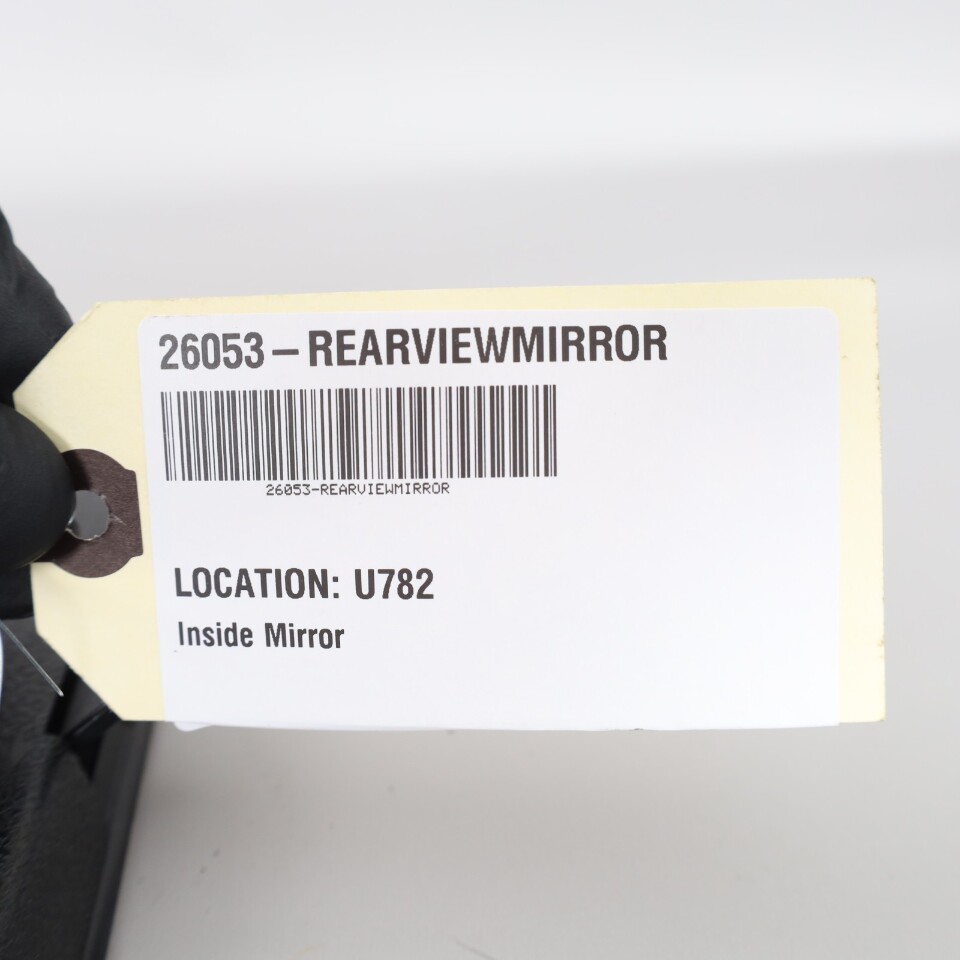 26053–REARVIEWMIRROR
26053-REARVIEWMIRROR
LOCATION: U782
Inside Mirror